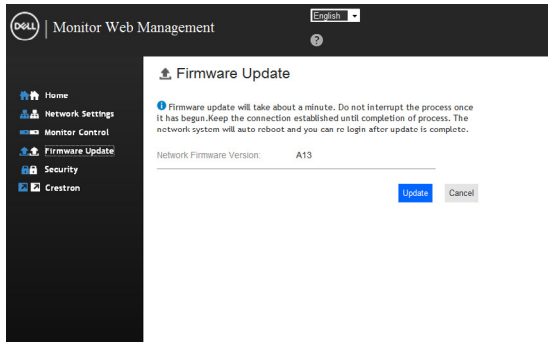 DELL | Monitor Web Management
English
?
Home
Network Settings
Monitor Control
Firmware Update
Security
Crestron
Firmware Update
Firmware update will take about a minute. Do not interrupt the process once
it has begun.Keep the connection established until completion of process. The
network system will auto reboot and you can re login after update is complete.
Network Firmware Version: A13
Update Cancel